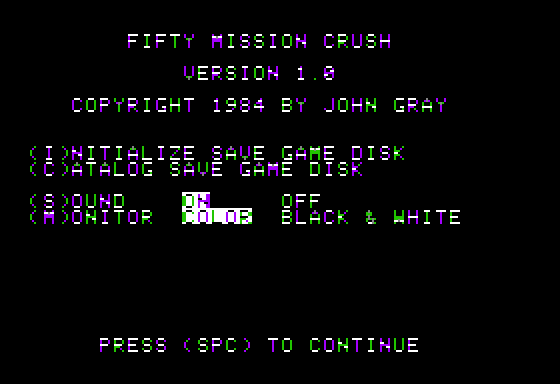 FIFTY MISSION CRUSH
VERSION 1.0
COPYRIGHT 1984 BY JOHN GRAY
(I)NITIALIZE SAVE GAME DISK
(C)ATALOG SAVE GAME DISK
(S)OUND ON OFF
(M)ONITOR COLOR BLACK & WHITE
PRESS (SPC) TO CONTINUE